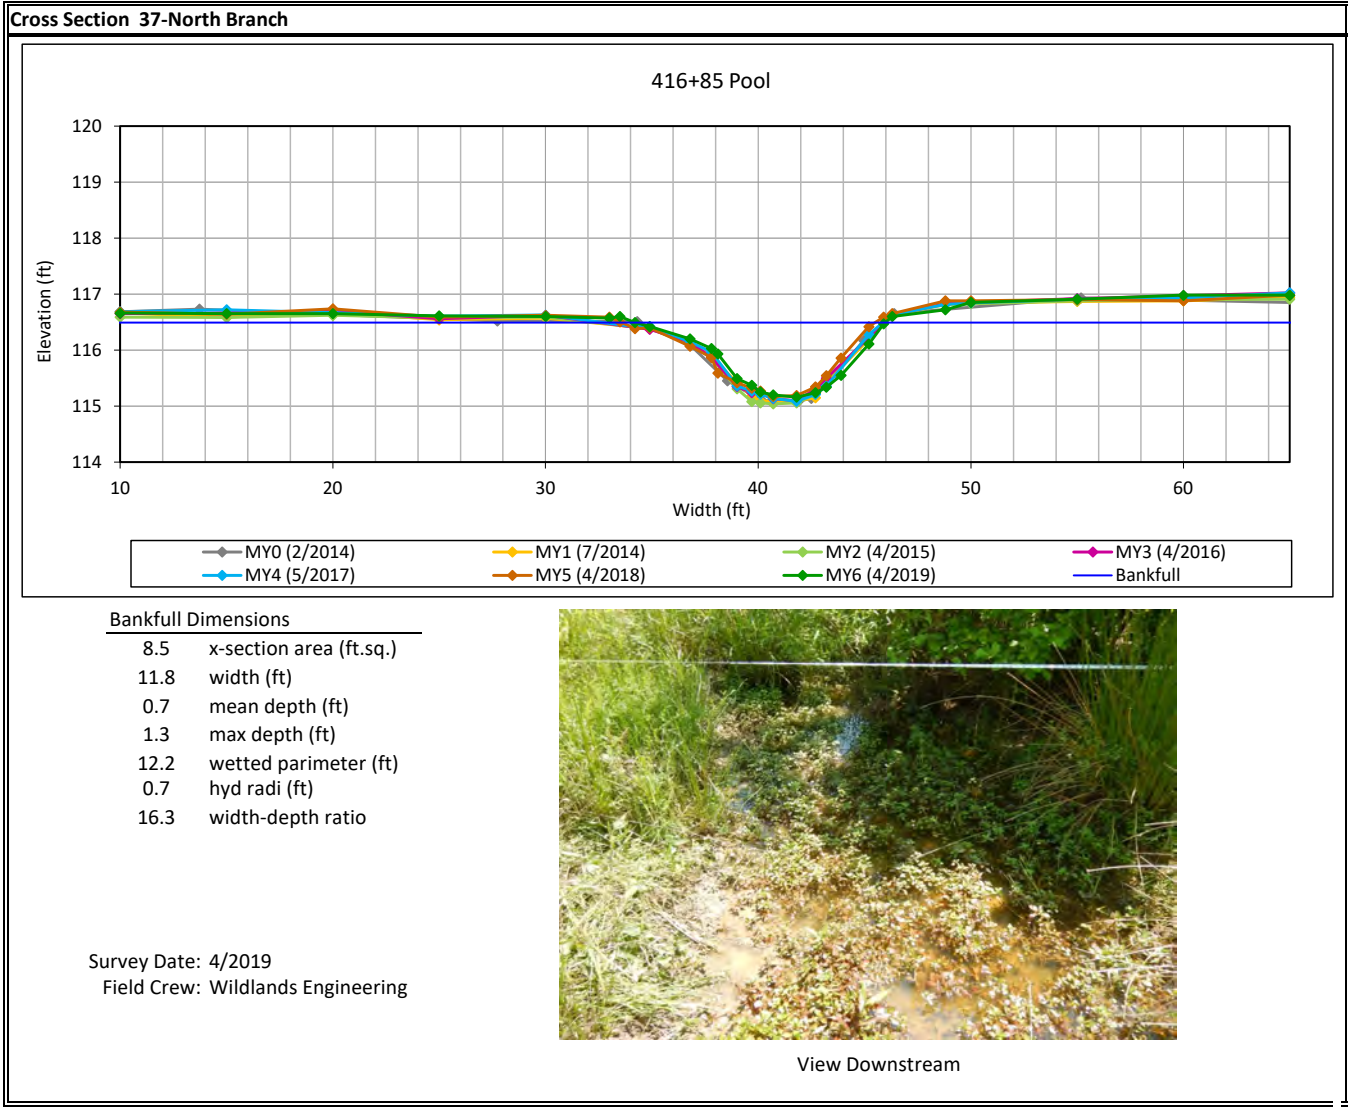 Cross Section 37-North Branch
416+85 Pool
120
119
118
117
116
115
114
Elevation (ft)
10 20 30 40 50 60
Width (ft)
MY0 (2/2014) MY1 (7/2014) MY2 (4/2015) MY3 (4/2016)
MY4 (5/2017) MY5 (4/2018) MY6 (4/2019) Bankfull
Bankfull Dimensions
8.5 x-section area (ft.sq.)
11.8 width (ft)
0.7 mean depth (ft)
1.3 max depth (ft)
12.2 wetted parimeter (ft)
0.7 hyd radi (ft)
16.3 width-depth ratio
Survey Date: 4/2019
Field Crew: Wildlands Engineering
View Downstream